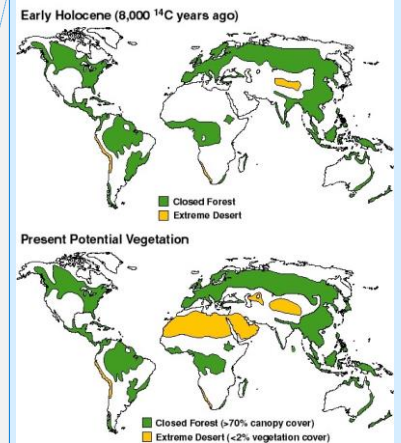 Early Holocene (8,000 ¹⁴C years ago)
Closed Forest
Extreme Desert
Present Potential Vegetation
Closed Forest (>70% canopy cover)
Extreme Desert (<2% vegetation cover)